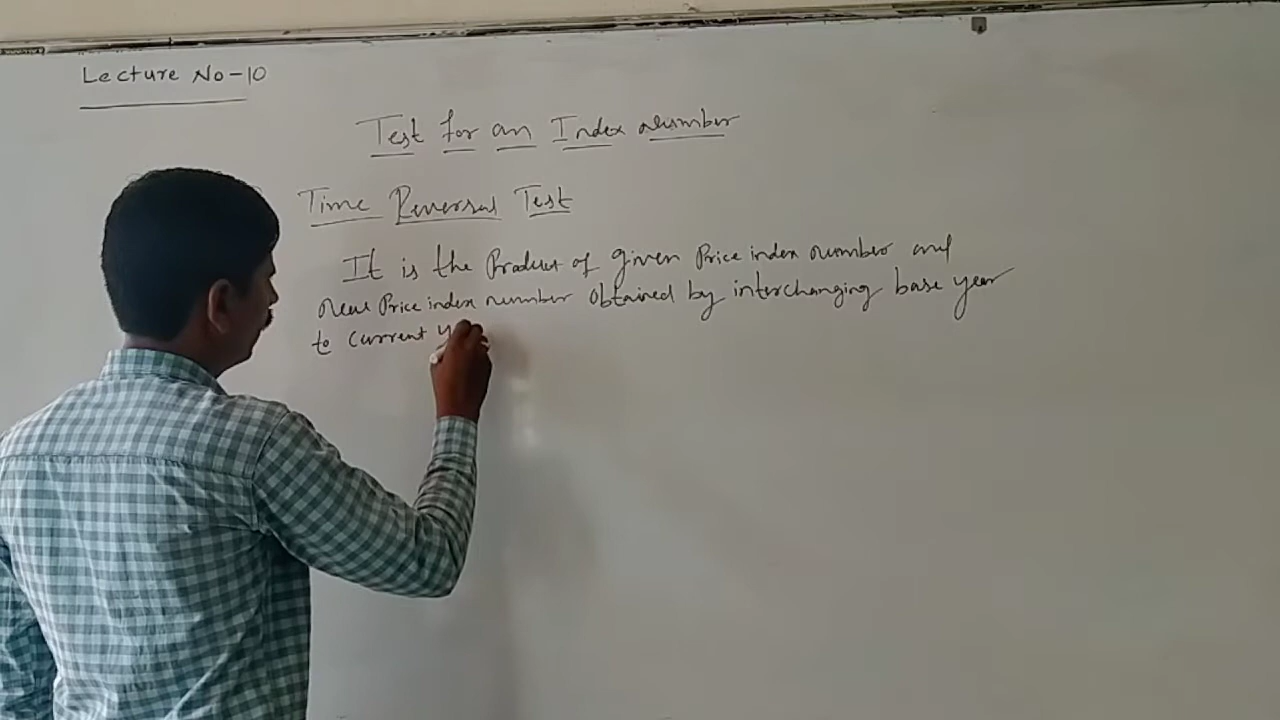 Lecture No-10
Test for an Index Number
Time Reversal Test
It is the Product of given Price index number and
new Price index number obtained by interchanging base year
to current y